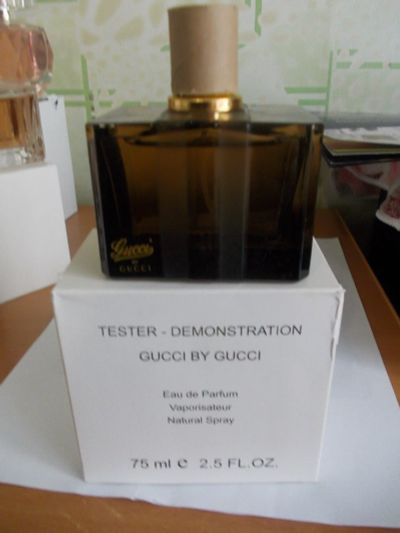 Gucci
BY
GUCCI
TESTER - DEMONSTRATION
GUCCI BY GUCCI
Eau de Parfum
Vaporisateur
Natural Spray
75 ml e 2.5 FL.OZ.